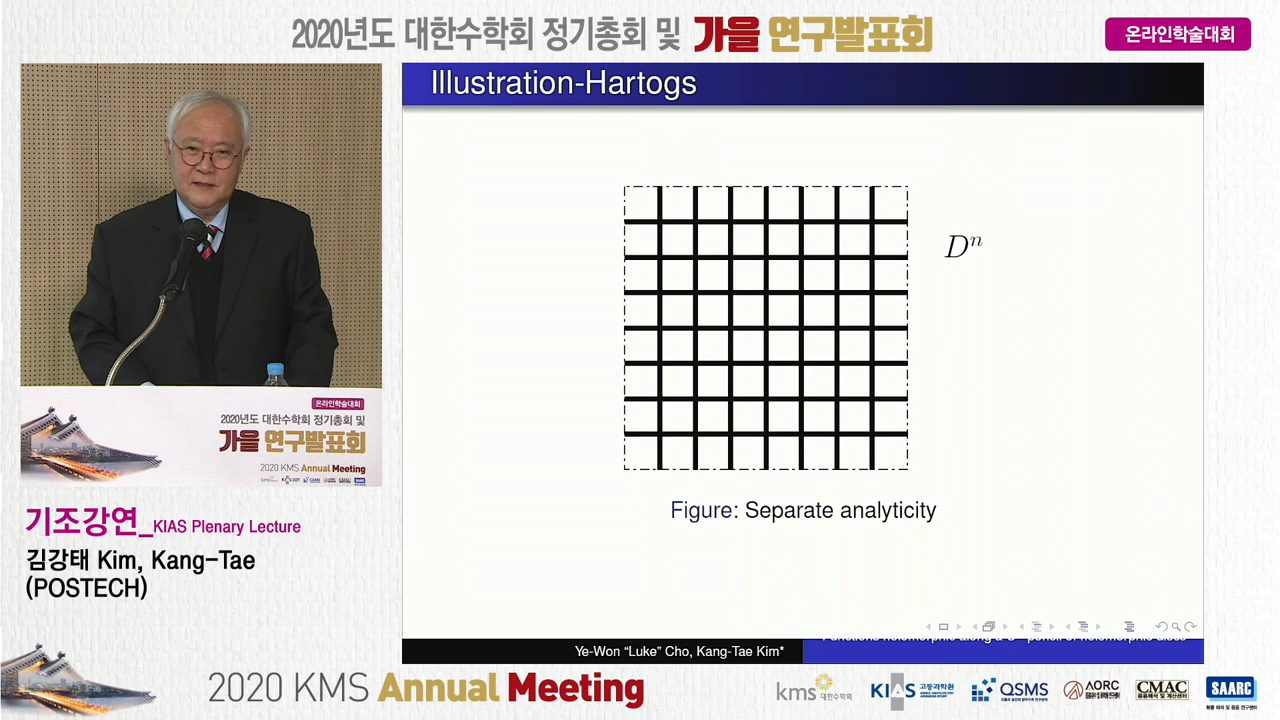 2020년도 대한수학회 정기총회 및 가을 연구발표회
온라인학술대회
Illustration-Hartogs
D^n
Figure: Separate analyticity
온라인학술대회
2020년도 대한수학회 정기총회 및
가을 연구발표회
2020 KMS Annual Meeting
기조강연_KIAS Plenary Lecture
김강태 Kim, Kang-Tae
(POSTECH)
Ye-Won “Luke” Cho, Kang-Tae Kim*
2020 KMS Annual Meeting
kms 대한수학회
KIAS 고등과학원
QSMS
AORC
CMAC
SAARC